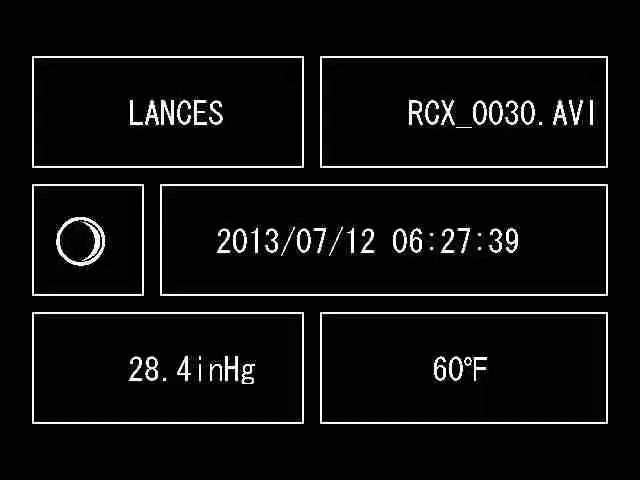 LANCES
RCX_0030.AVI
2013/07/12 06:27:39
28.4inHg
60°F